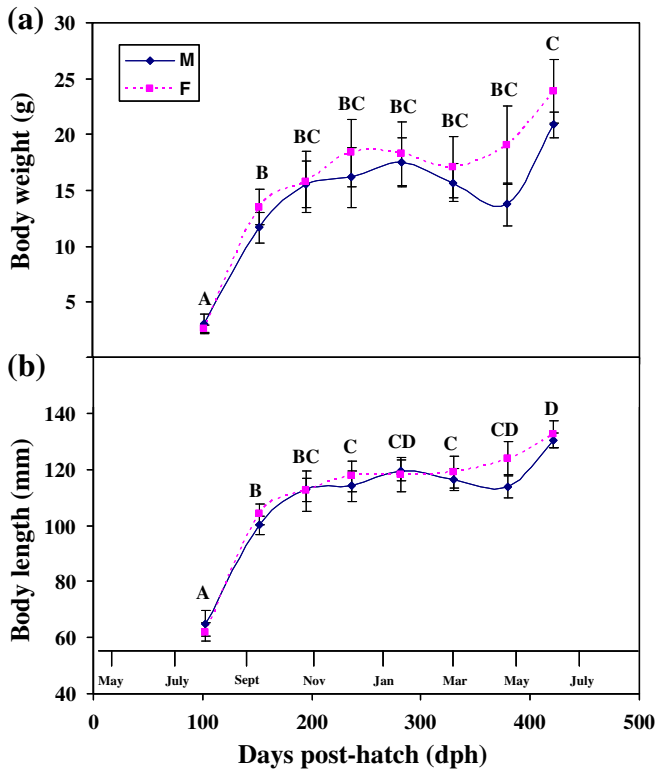 (a)
30
25
20
15
10
5
Body weight (g)
M
F
A
B
BC
BC
BC
BC
BC
C
(b)
140
120
100
80
60
40
Body length (mm)
A
B
BC
C
CD
C
CD
D
May July Sept Nov Jan Mar May July
0 100 200 300 400 500
Days post-hatch (dph)